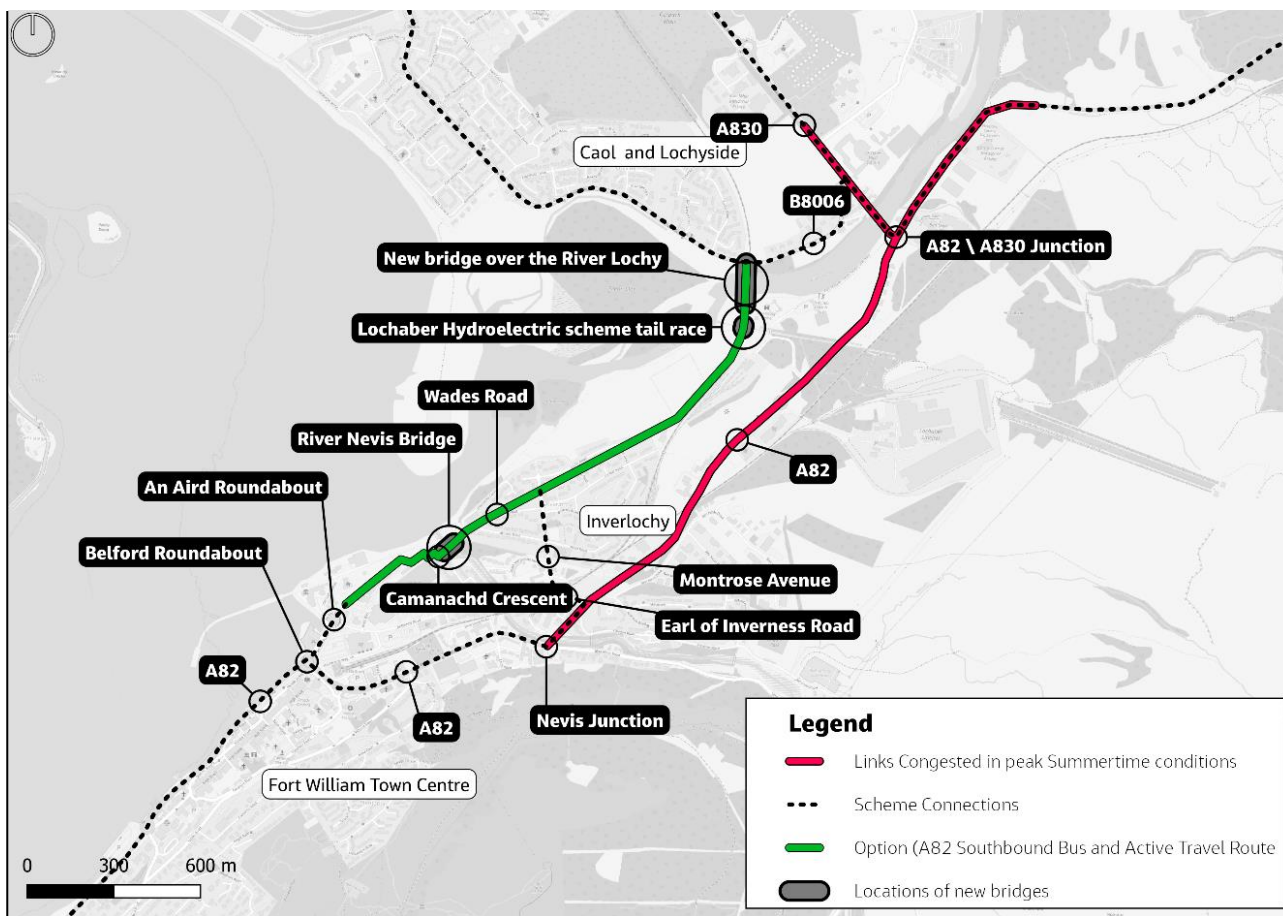 A830
Caol and Lochyside
B8006
A82 \ A830 Junction
New bridge over the River Lochy
Lochaber Hydroelectric scheme tail race
Wades Road
River Nevis Bridge
A82
An Aird Roundabout
Inverlochy
Belford Roundabout
Montrose Avenue
Camanachd Crescent
Earl of Inverness Road
A82
A82
Nevis Junction
Fort William Town Centre
Legend
Links Congested in peak Summertime conditions
Scheme Connections
Option (A82 Southbound Bus and Active Travel Route
Locations of new bridges
0 300 600 m